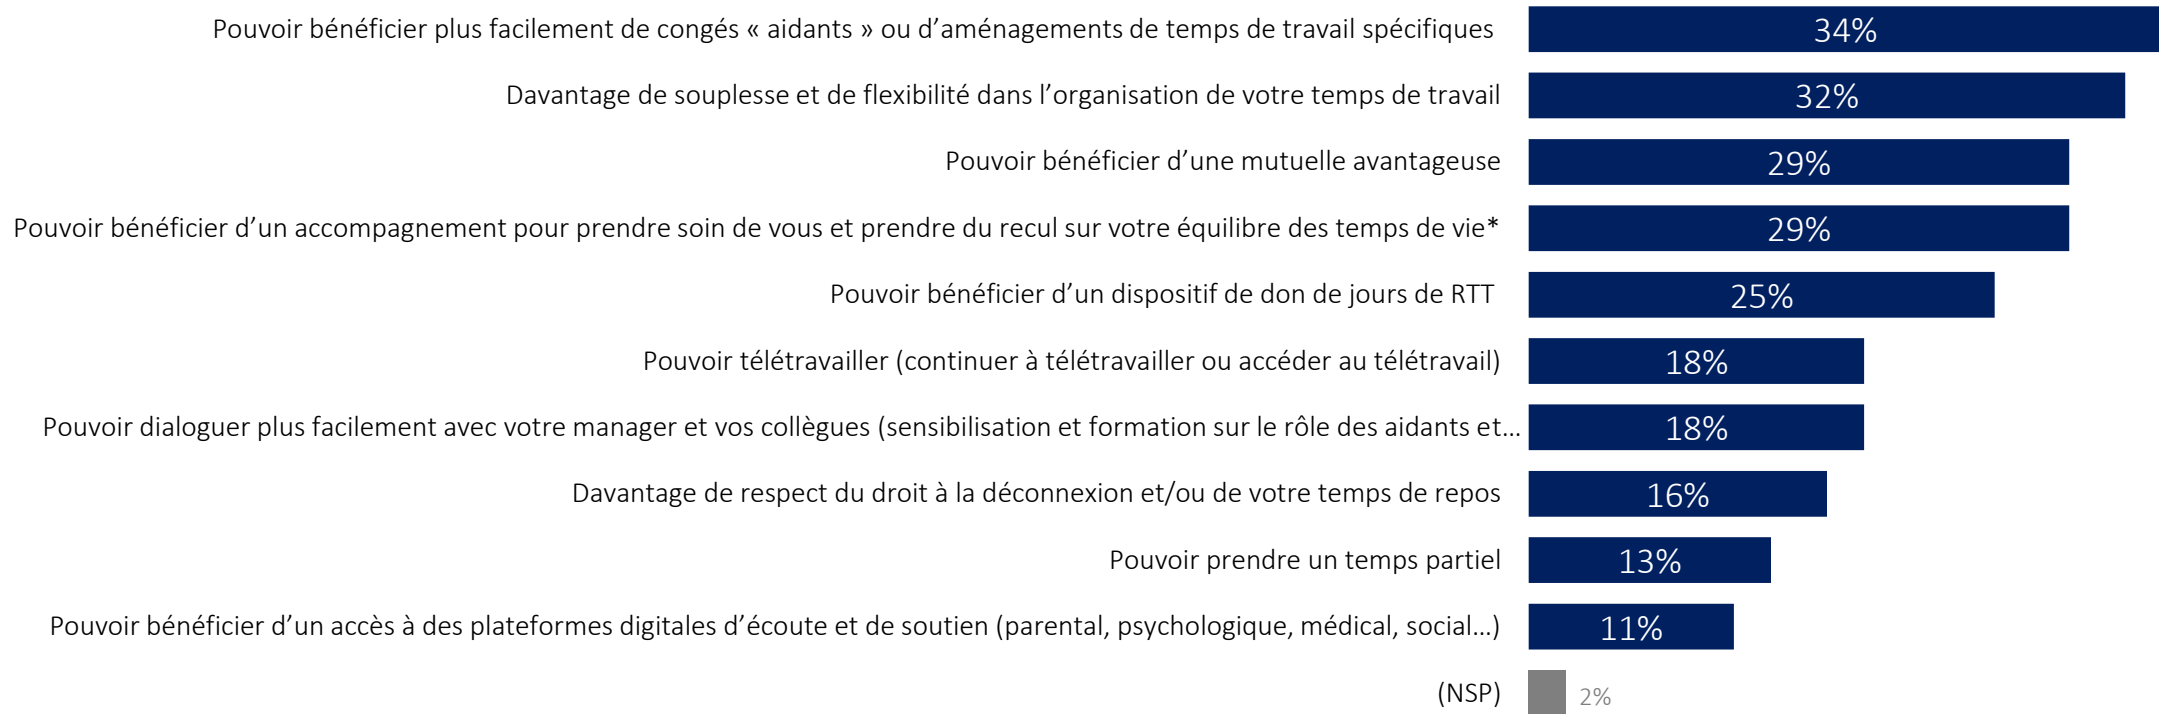 Pouvoir bénéficier plus facilement de congés « aidants » ou d’aménagements de temps de travail spécifiques 34%
Davantage de souplesse et de flexibilité dans l’organisation de votre temps de travail 32%
Pouvoir bénéficier d’une mutuelle avantageuse 29%
Pouvoir bénéficier d’un accompagnement pour prendre soin de vous et prendre du recul sur votre équilibre des temps de vie* 29%
Pouvoir bénéficier d’un dispositif de don de jours de RTT 25%
Pouvoir télétravailler (continuer à télétravailler ou accéder au télétravail) 18%
Pouvoir dialoguer plus facilement avec votre manager et vos collègues (sensibilisation et formation sur le rôle des aidants et… 18%
Davantage de respect du droit à la déconnexion et/ou de votre temps de repos 16%
Pouvoir prendre un temps partiel 13%
Pouvoir bénéficier d’un accès à des plateformes digitales d’écoute et de soutien (parental, psychologique, médical, social…) 11%
(NSP) 2%